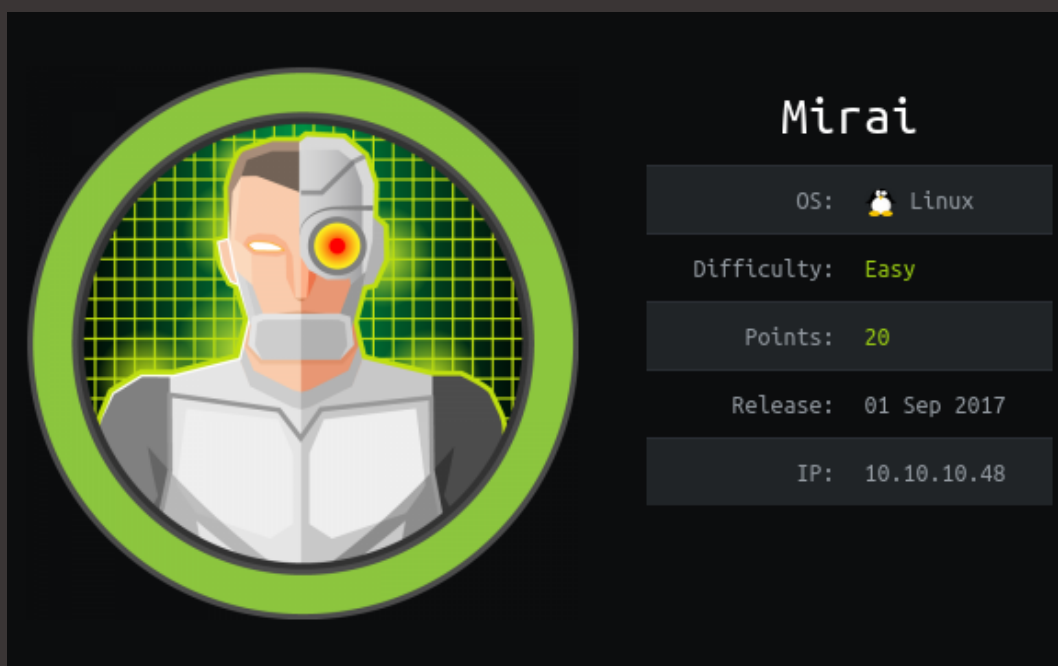 Mirai
OS: Linux
Difficulty: Easy
Points: 20
Release: 01 Sep 2017
IP: 10.10.10.48